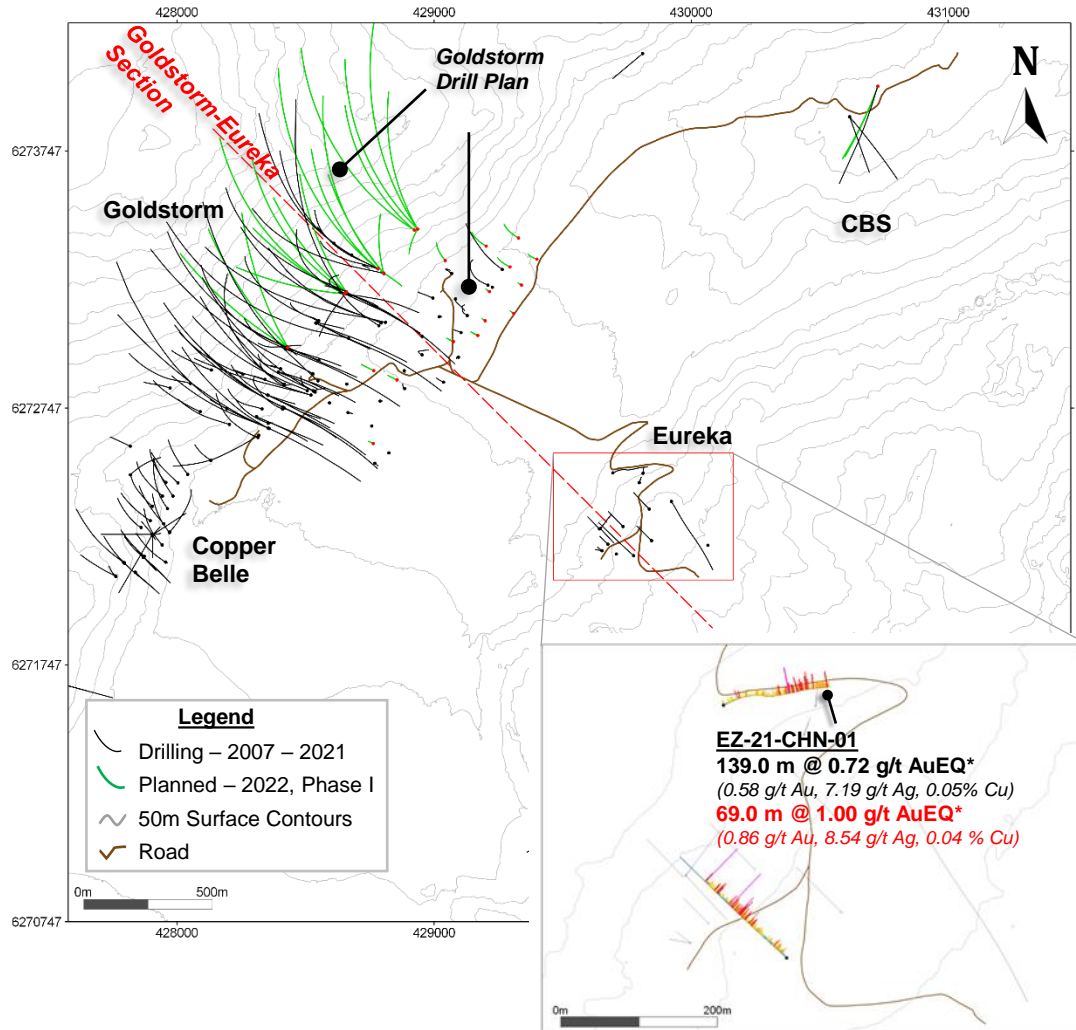 428000
429000
430000
431000
Goldstorm-Eureka
Section
Goldstorm
Drill Plan
N
6273747
Goldstorm
CBS
6272747
Eureka
Copper
Belle
6271747
Legend
Drilling – 2007 – 2021
Planned – 2022, Phase I
50m Surface Contours
Road
0m
500m
EZ-21-CHN-01
139.0 m @ 0.72 g/t AuEQ*
(0.58 g/t Au, 7.19 g/t Ag, 0.05% Cu)
69.0 m @ 1.00 g/t AuEQ*
(0.86 g/t Au, 8.54 g/t Ag, 0.04 % Cu)
6270747
428000
429000
0m
200m